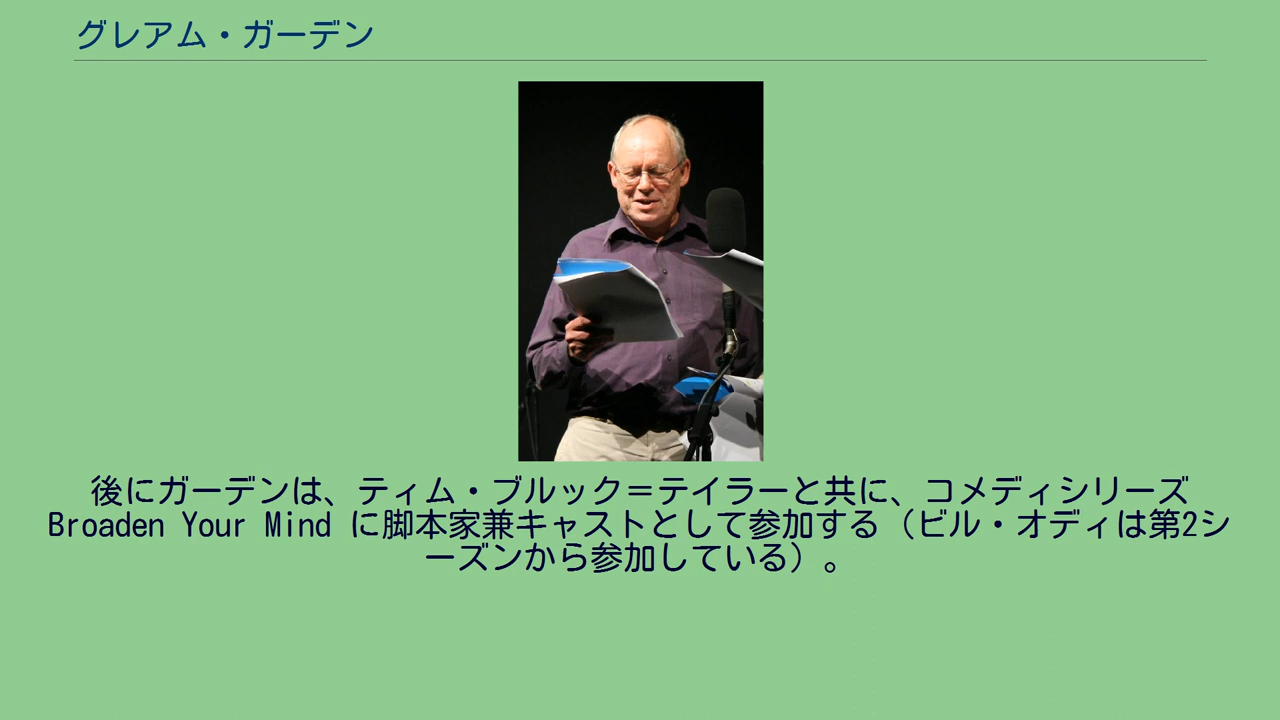 グレアム・ガーデン
後にガーデンは、ティム・ブルック＝テイラーと共に、コメディシリーズ
Broaden Your Mind に脚本家兼キャストとして参加する（ビル・オディは第2シ
ーズンから参加している）。